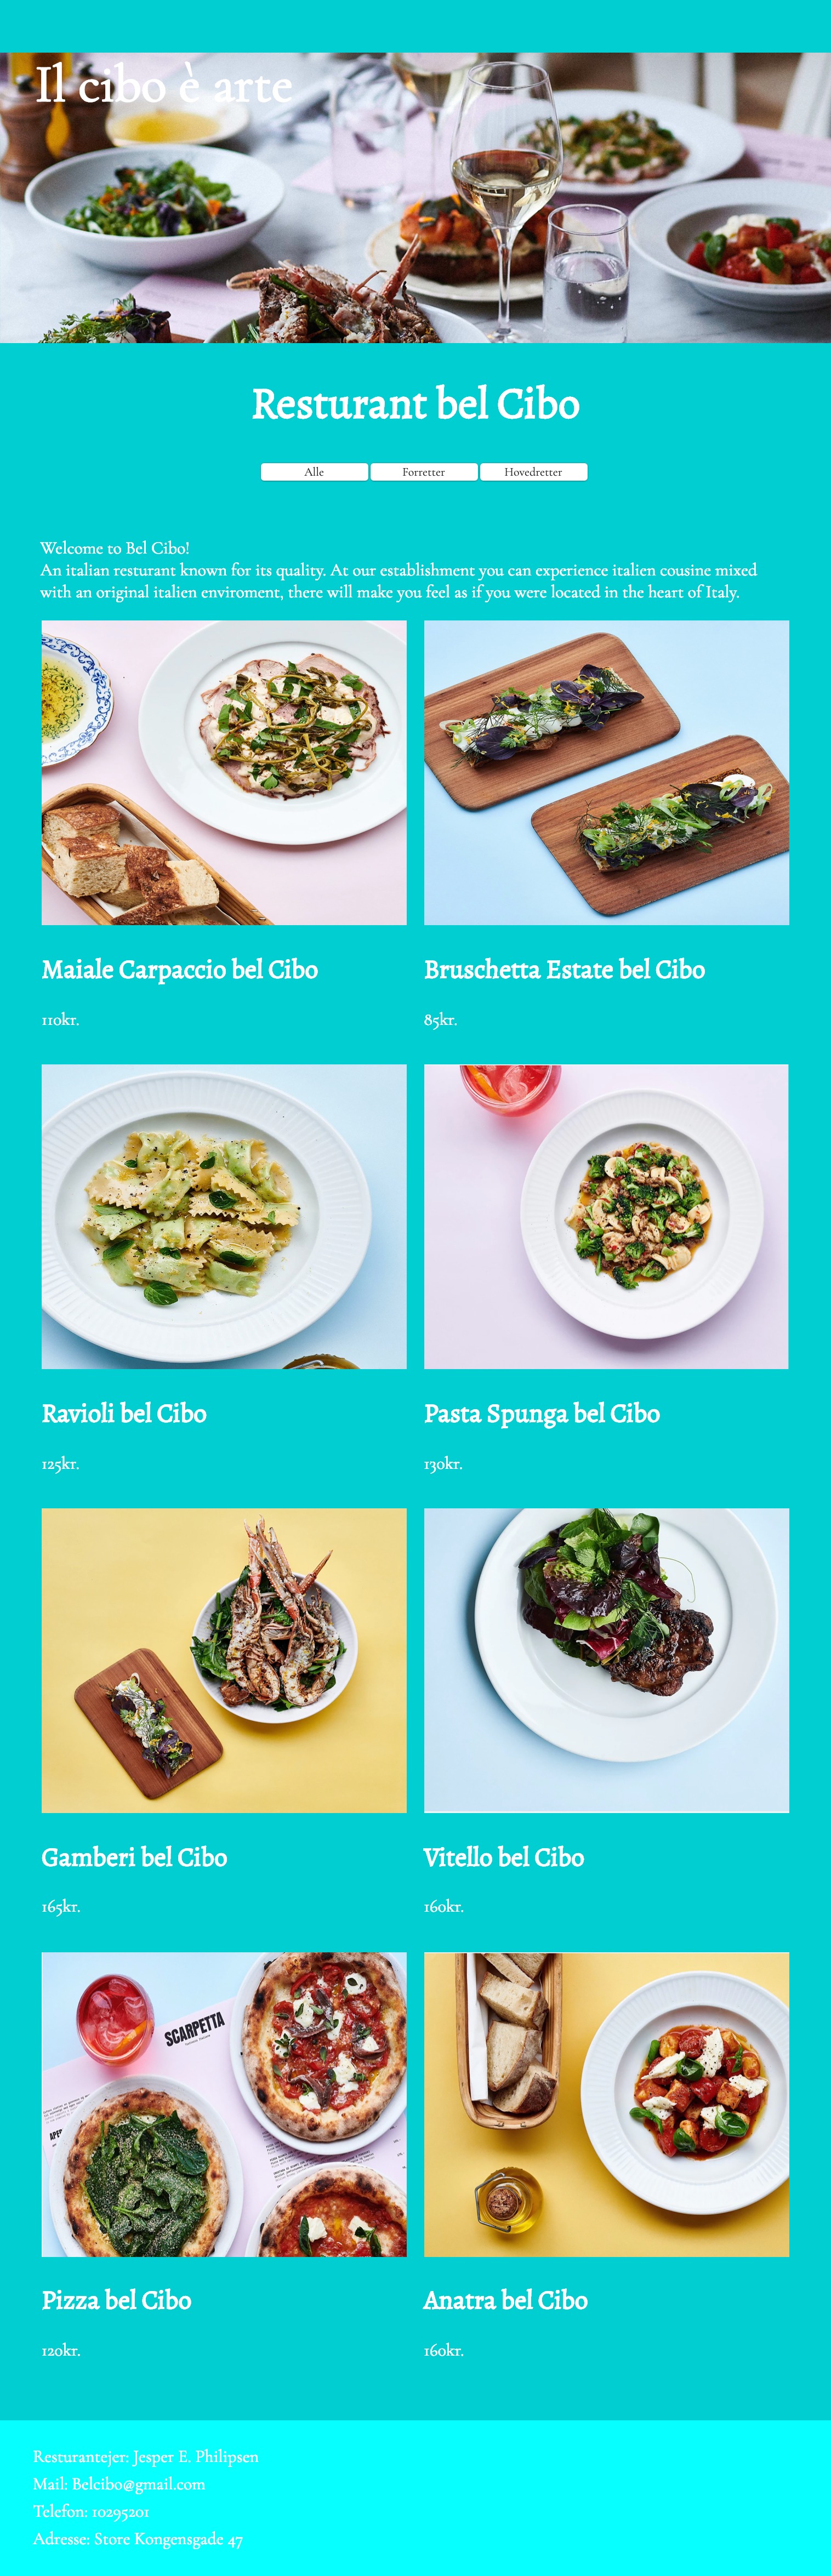 Il cibo è arte
Resturant bel Cibo
Alle
Forretter
Hovedretter
Welcome to Bel Cibo!
An italian resturant known for its quality. At our establishment you can experience italien cousine mixed
with an original italien enviroment, there will make you feel as if you were located in the heart of Italy.
Maiale Carpaccio bel Cibo
110kr.
Bruschetta Estate bel Cibo
85kr.
Ravioli bel Cibo
125kr.
Pasta Spunga bel Cibo
130kr.
Gamberi bel Cibo
165kr.
Vitello bel Cibo
160kr.
SCARPETTA
Pizza bel Cibo
120kr.
Anatra bel Cibo
160kr.
Resturantejer: Jesper E. Philipsen
Mail: Belcibo@gmail.com
Telefon: 10295201
Adresse: Store Kongensgade 47